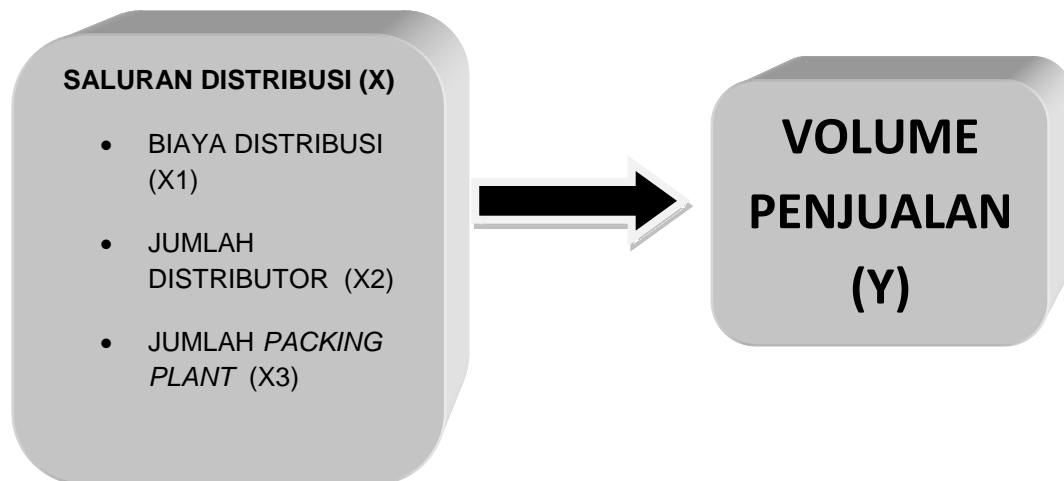 SALURAN DISTRIBUSI (X)
• BIAYA DISTRIBUSI
(X1)
• JUMLAH
DISTRIBUTOR (X2)
• JUMLAH PACKING
PLANT (X3)
VOLUME
PENJUALAN
(Y)